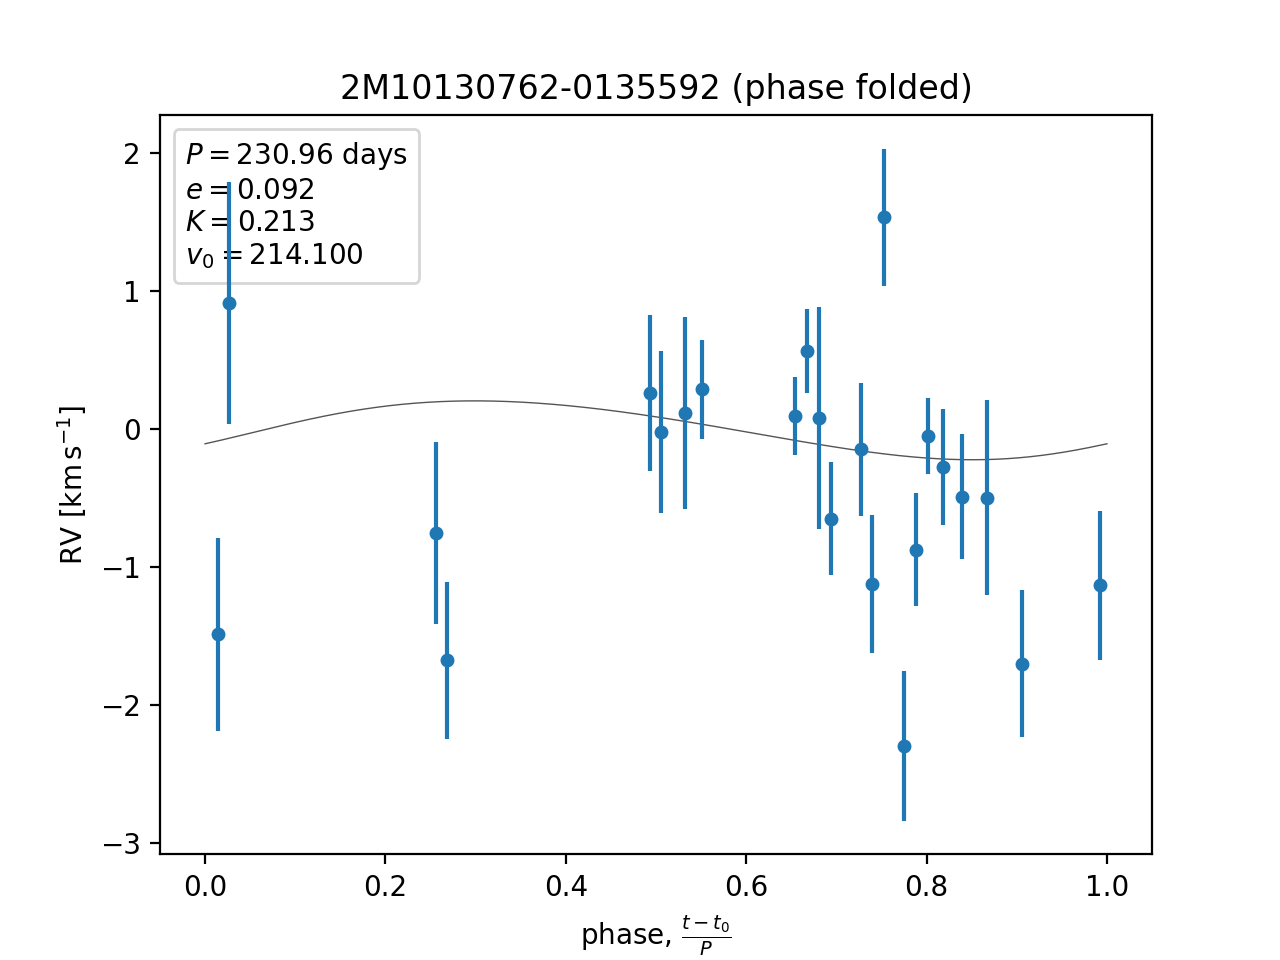 2M10130762-0135592 (phase folded)
P = 230.96 days
e = 0.092
K = 0.213
v₀ = 214.100
RV [km s⁻¹]
2
1
0
−1
−2
−3
0.0 0.2 0.4 0.6 0.8 1.0
phase, (t − t₀)/P